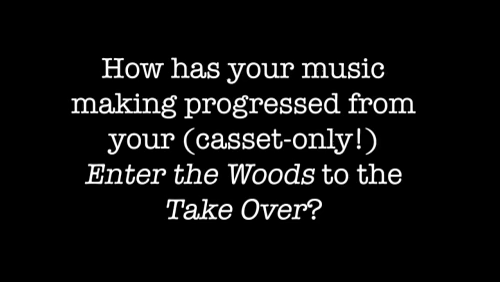 How has your music
making progressed from
your (casset-only!)
Enter the Woods to the
Take Over?